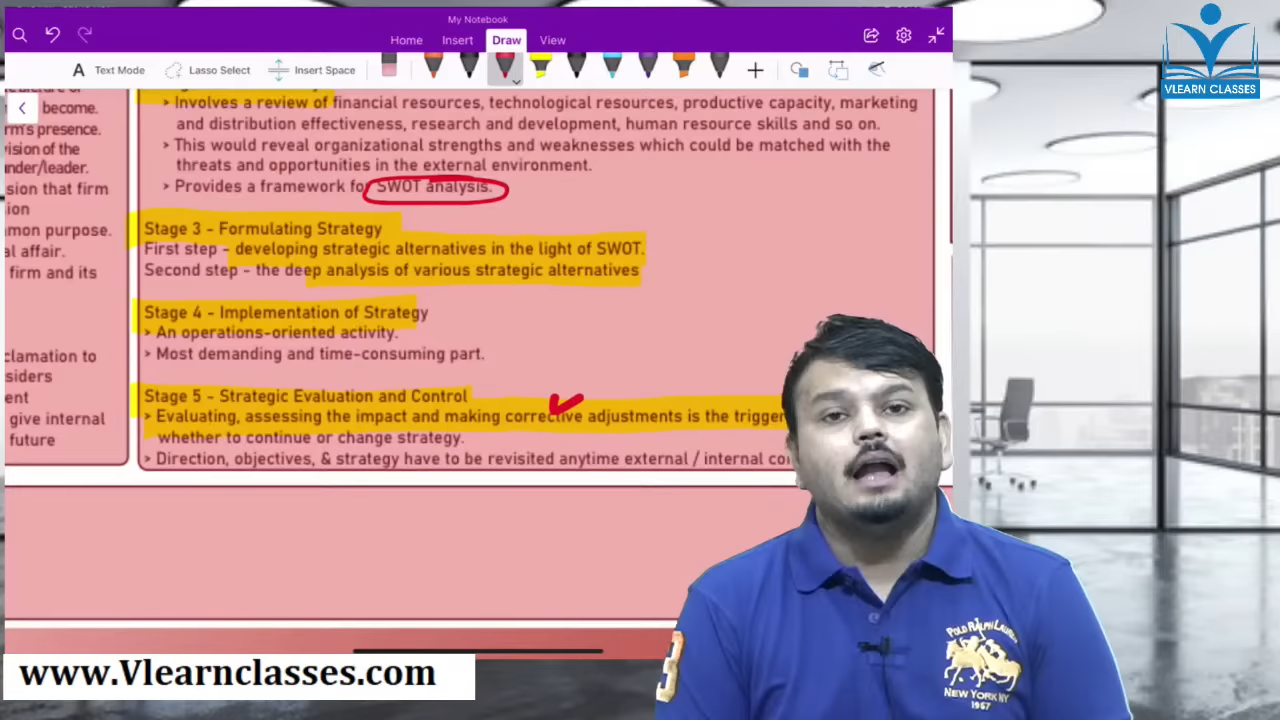 My Notebook
Home Insert Draw View
Text Mode Lasso Select Insert Space
VLEARN CLASSES
become.
rm's presence.
vision of the
under/leader.
sion that firm
sion
mon purpose.
al affair.
firm and its
clamation to
siders
ent
give internal
future
> Involves a review of financial resources, technological resources, productive capacity, marketing
and distribution effectiveness, research and development, human resource skills and so on.
> This would reveal organizational strengths and weaknesses which could be matched with the
threats and opportunities in the external environment.
> Provides a framework for SWOT analysis.
Stage 3 - Formulating Strategy
First step - developing strategic alternatives in the light of SWOT.
Second step - the deep analysis of various strategic alternatives
Stage 4 - Implementation of Strategy
> An operations-oriented activity.
> Most demanding and time-consuming part.
Stage 5 - Strategic Evaluation and Control
> Evaluating, assessing the impact and making corrective adjustments is the trigger
whether to continue or change strategy.
> Direction, objectives, & strategy have to be revisited anytime external / internal co
POLO RALPH LAUREN
NEW YORK NY
1967
3
www.Vlearnclasses.com